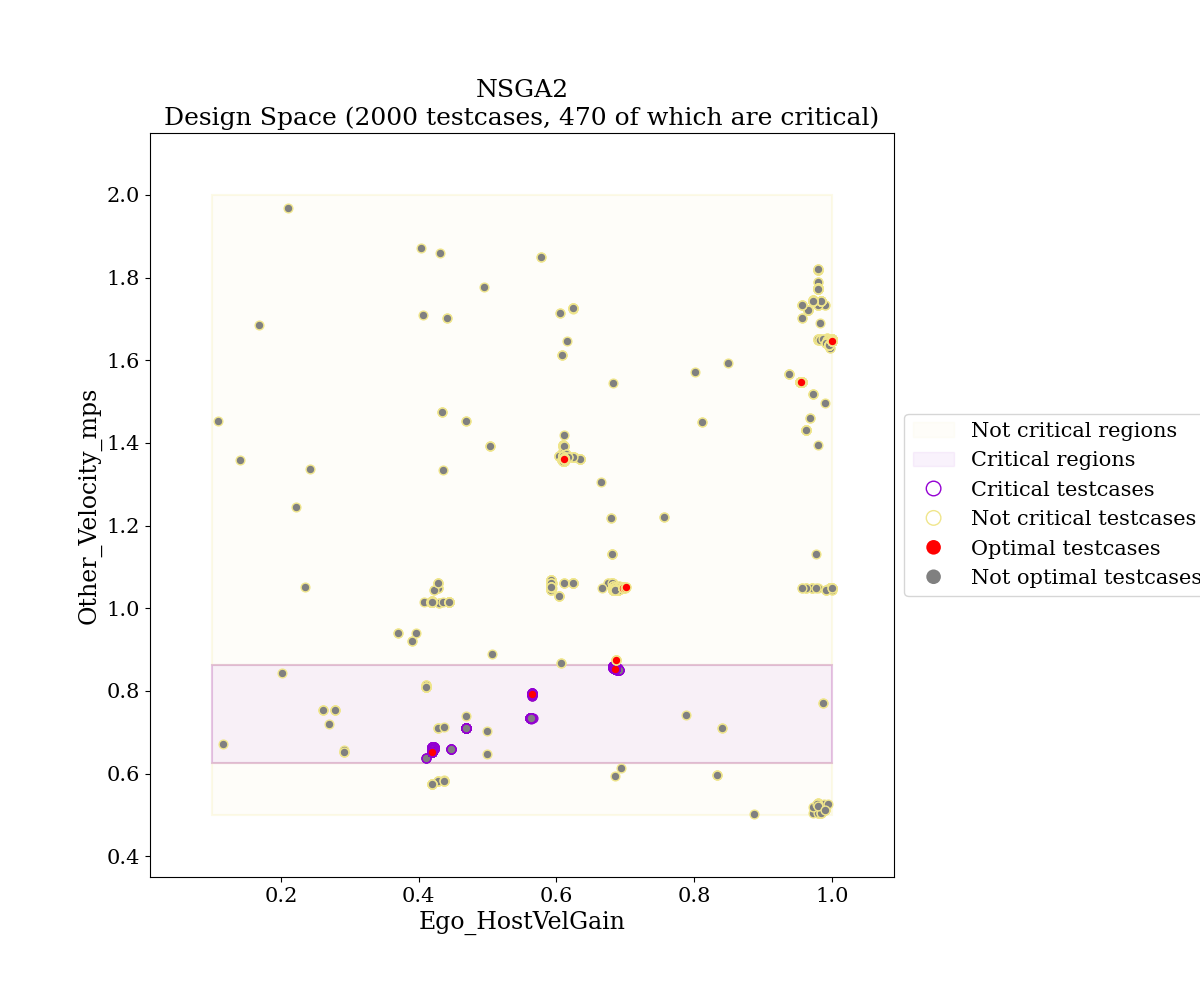 NSGA2
Design Space (2000 testcases, 470 of which are critical)
2.0
1.8
1.6
1.4
1.2
1.0
0.8
0.6
0.4
Other_Velocity_mps
0.2
0.4
0.6
0.8
1.0
Ego_HostVelGain
Not critical regions
Critical regions
Critical testcases
Not critical testcases
Optimal testcases
Not optimal testcases